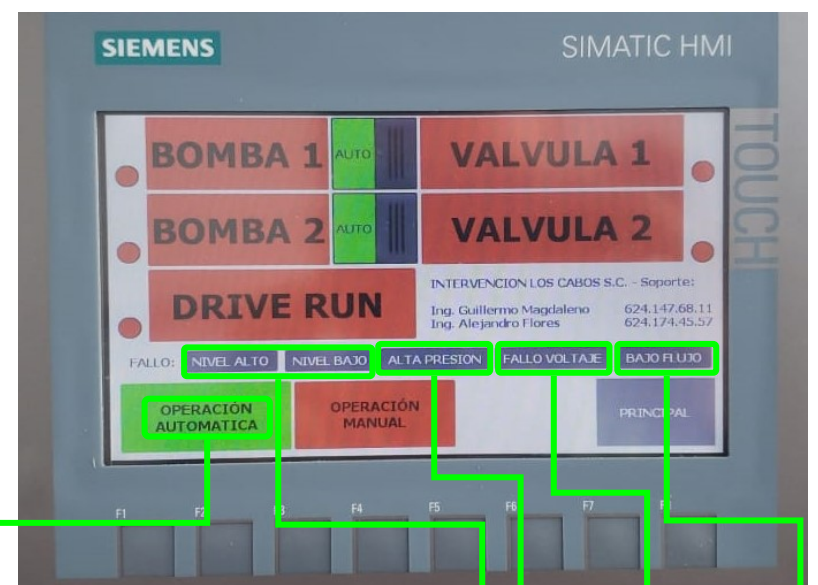 SIEMENS
SIMATIC HMI
TOUCH
BOMBA 1
AUTO
VALVULA 1
BOMBA 2
AUTO
VALVULA 2
DRIVE RUN
INTERVENCION LOS CABOS S.C. - Soporte:
Ing. Guillermo Magdaleno 624.147.68.11
Ing. Alejandro Flores 624.174.45.57
FALLO: NIVEL ALTO NIVEL BAJO ALTA PRESION FALLO VOLTAJE BAJO FLUJO
OPERACIÓN
AUTOMATICA
OPERACIÓN
MANUAL
PRINCIPAL
F1 F2 F3 F4 F5 F6 F7